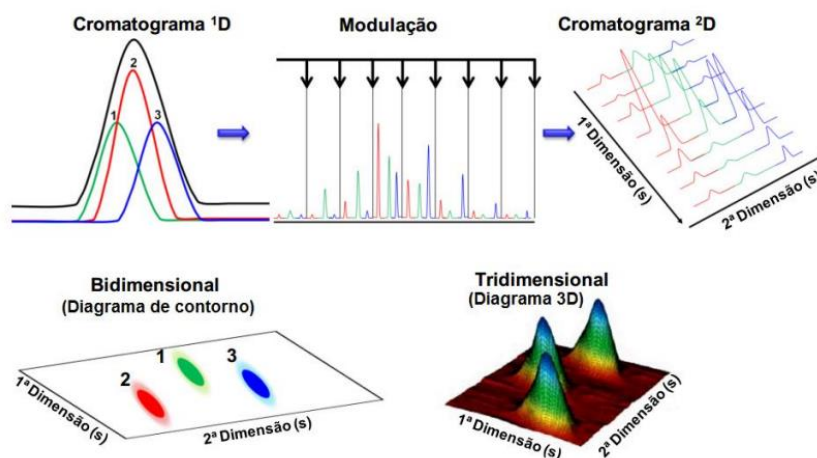 Cromatograma ¹D
Modulação
Cromatograma ²D
2
1
3
1ª Dimensão (s)
2ª Dimensão (s)
Bidimensional
(Diagrama de contorno)
1
2
3
1ª Dimensão (s)
2ª Dimensão (s)
Tridimensional
(Diagrama 3D)
1ª Dimensão (s)
2ª Dimensão (s)